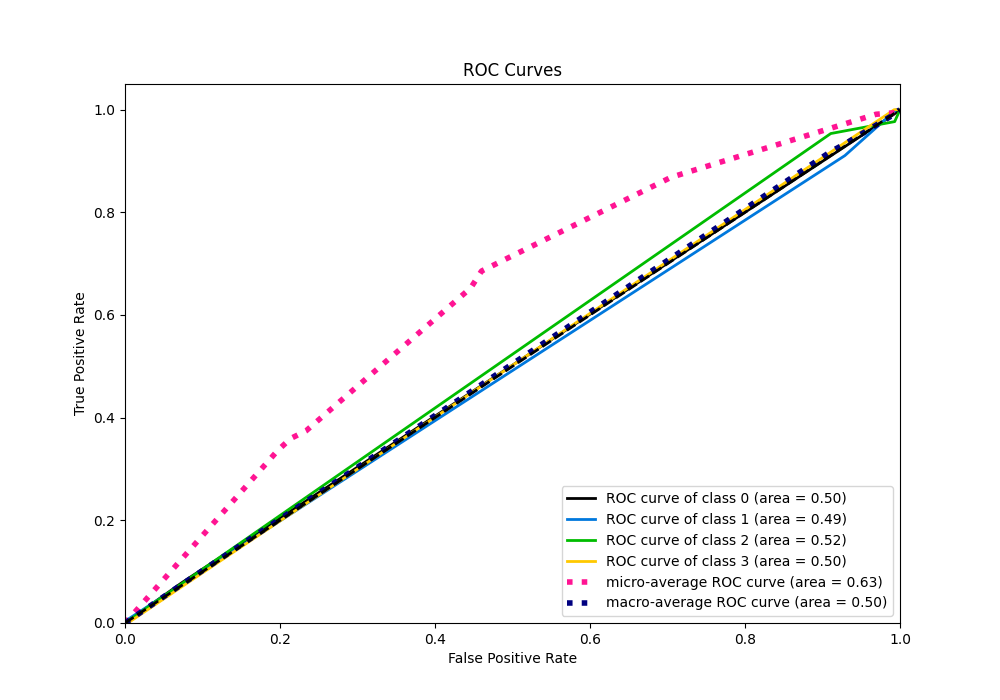 ROC Curves
True Positive Rate
1.0
0.8
0.6
0.4
0.2
0.0
ROC curve of class 0 (area = 0.50)
ROC curve of class 1 (area = 0.49)
ROC curve of class 2 (area = 0.52)
ROC curve of class 3 (area = 0.50)
micro-average ROC curve (area = 0.63)
macro-average ROC curve (area = 0.50)
0.0 0.2 0.4 0.6 0.8 1.0
False Positive Rate